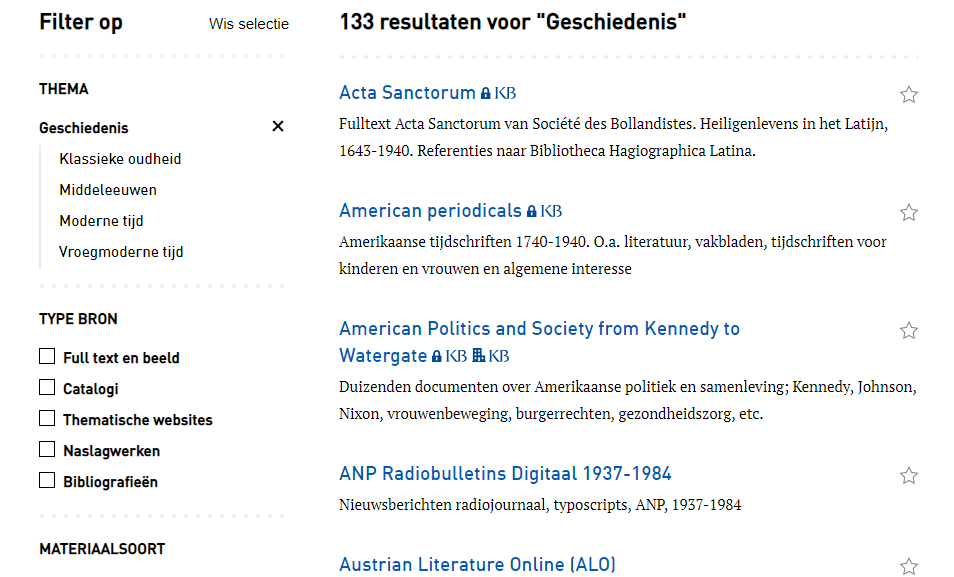 Filter op
Wis selectie
THEMA
Geschiedenis
Klassieke oudheid
Middeleeuwen
Moderne tijd
Vroegmoderne tijd
TYPE BRON
Full text en beeld
Catalogi
Thematische websites
Naslagwerken
Bibliografieën
MATERIAALSOORT
133 resultaten voor "Geschiedenis"
Acta Sanctorum KB
Fulltext Acta Sanctorum van Société des Bollandistes. Heiligenlevens in het Latijn,
1643-1940. Referenties naar Bibliotheca Hagiographica Latina.
American periodicals KB
Amerikaanse tijdschriften 1740-1940. O.a. literatuur, vakbladen, tijdschriften voor
kinderen en vrouwen en algemene interesse
American Politics and Society from Kennedy to
Watergate KB KB
Duizenden documenten over Amerikaanse politiek en samenleving; Kennedy, Johnson,
Nixon, vrouwenbeweging, burgerrechten, gezondheidszorg, etc.
ANP Radiobulletins Digitaal 1937-1984
Nieuwsberichten radiojournaal, typoscripts, ANP, 1937-1984
Austrian Literature Online (ALO)